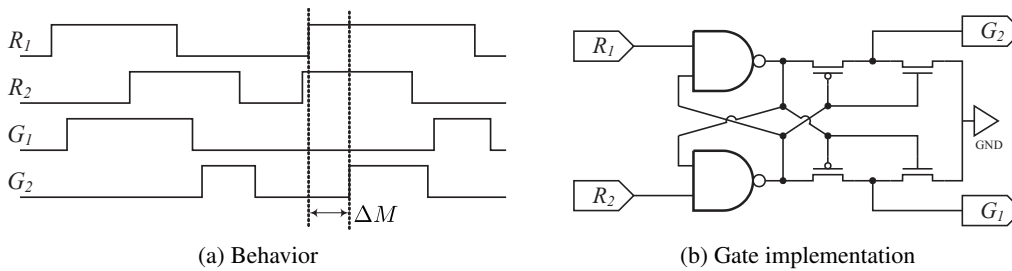 R1
R2
G1
G2
ΔM
(a) Behavior
R1
R2
G2
GND
G1
(b) Gate implementation